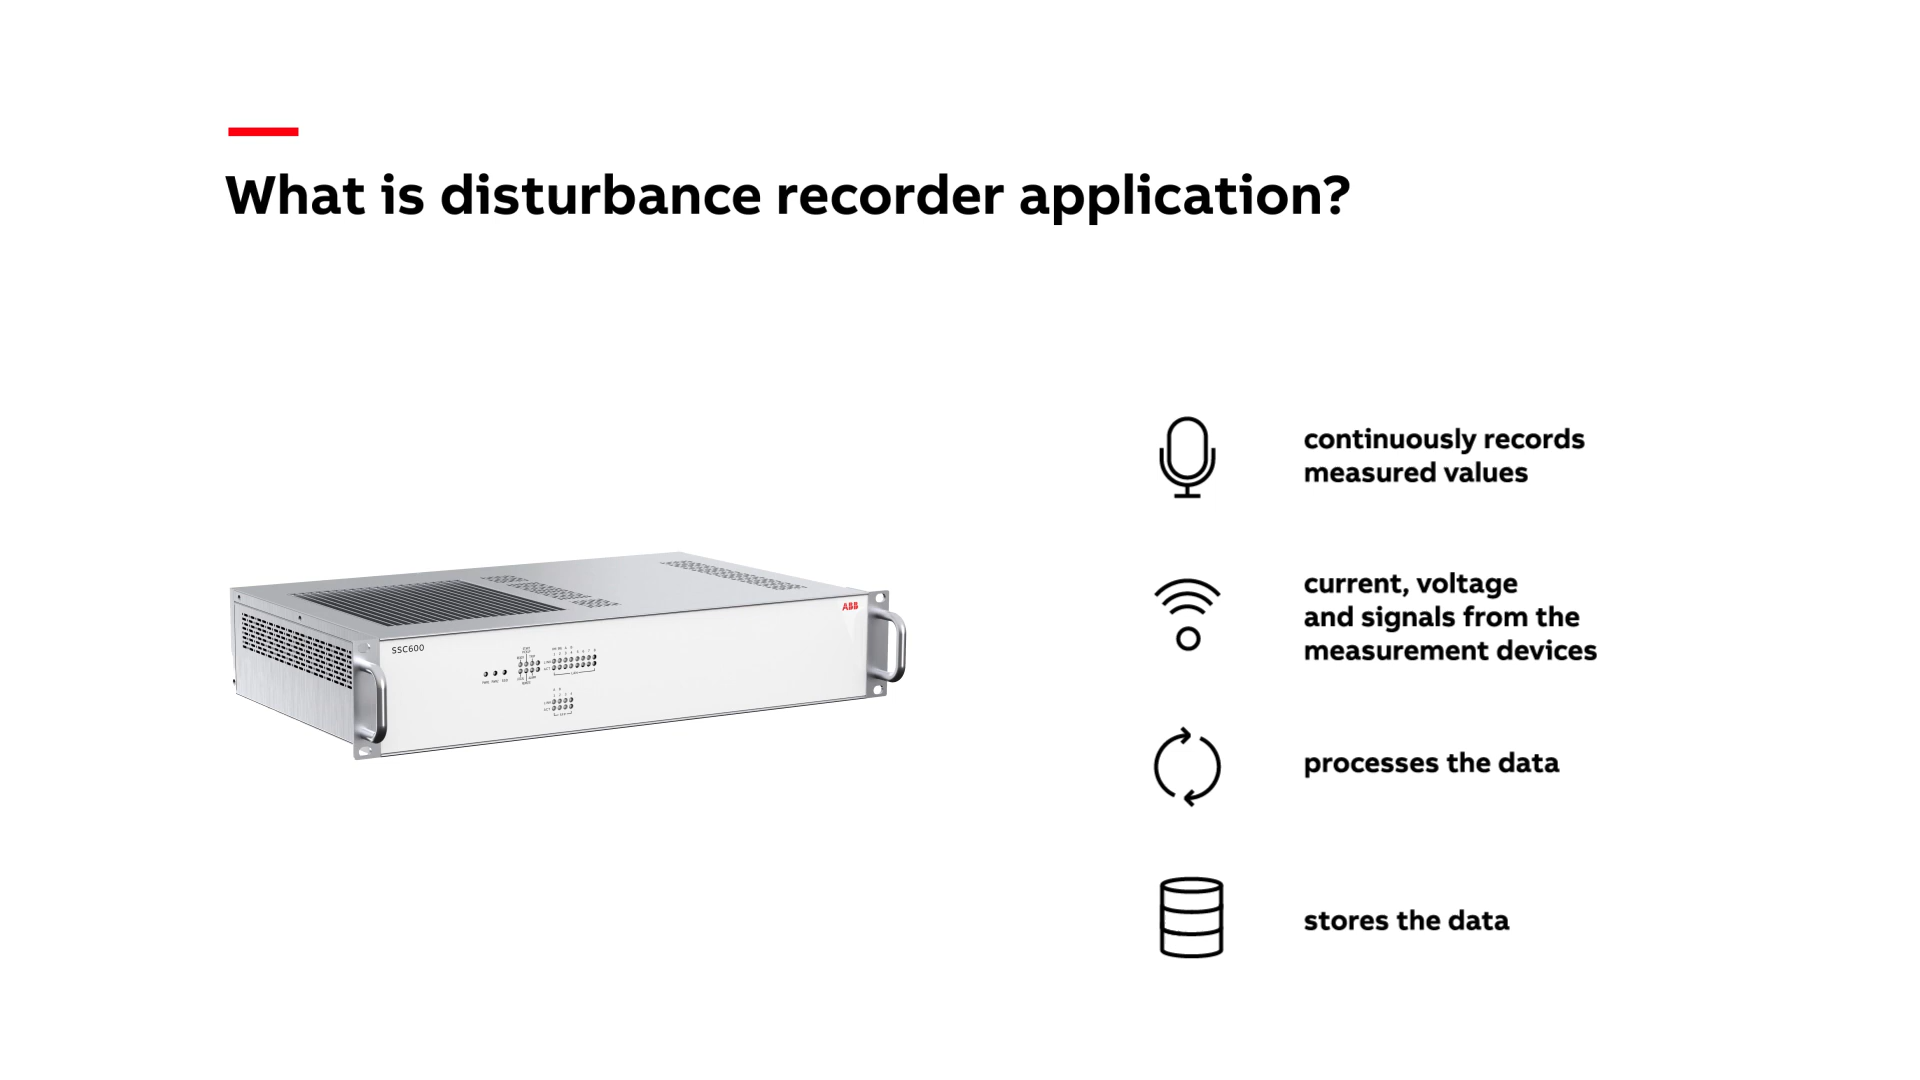 What is disturbance recorder application?
continuously records
measured values
current, voltage
and signals from the
measurement devices
processes the data
stores the data
SSC600
ABB